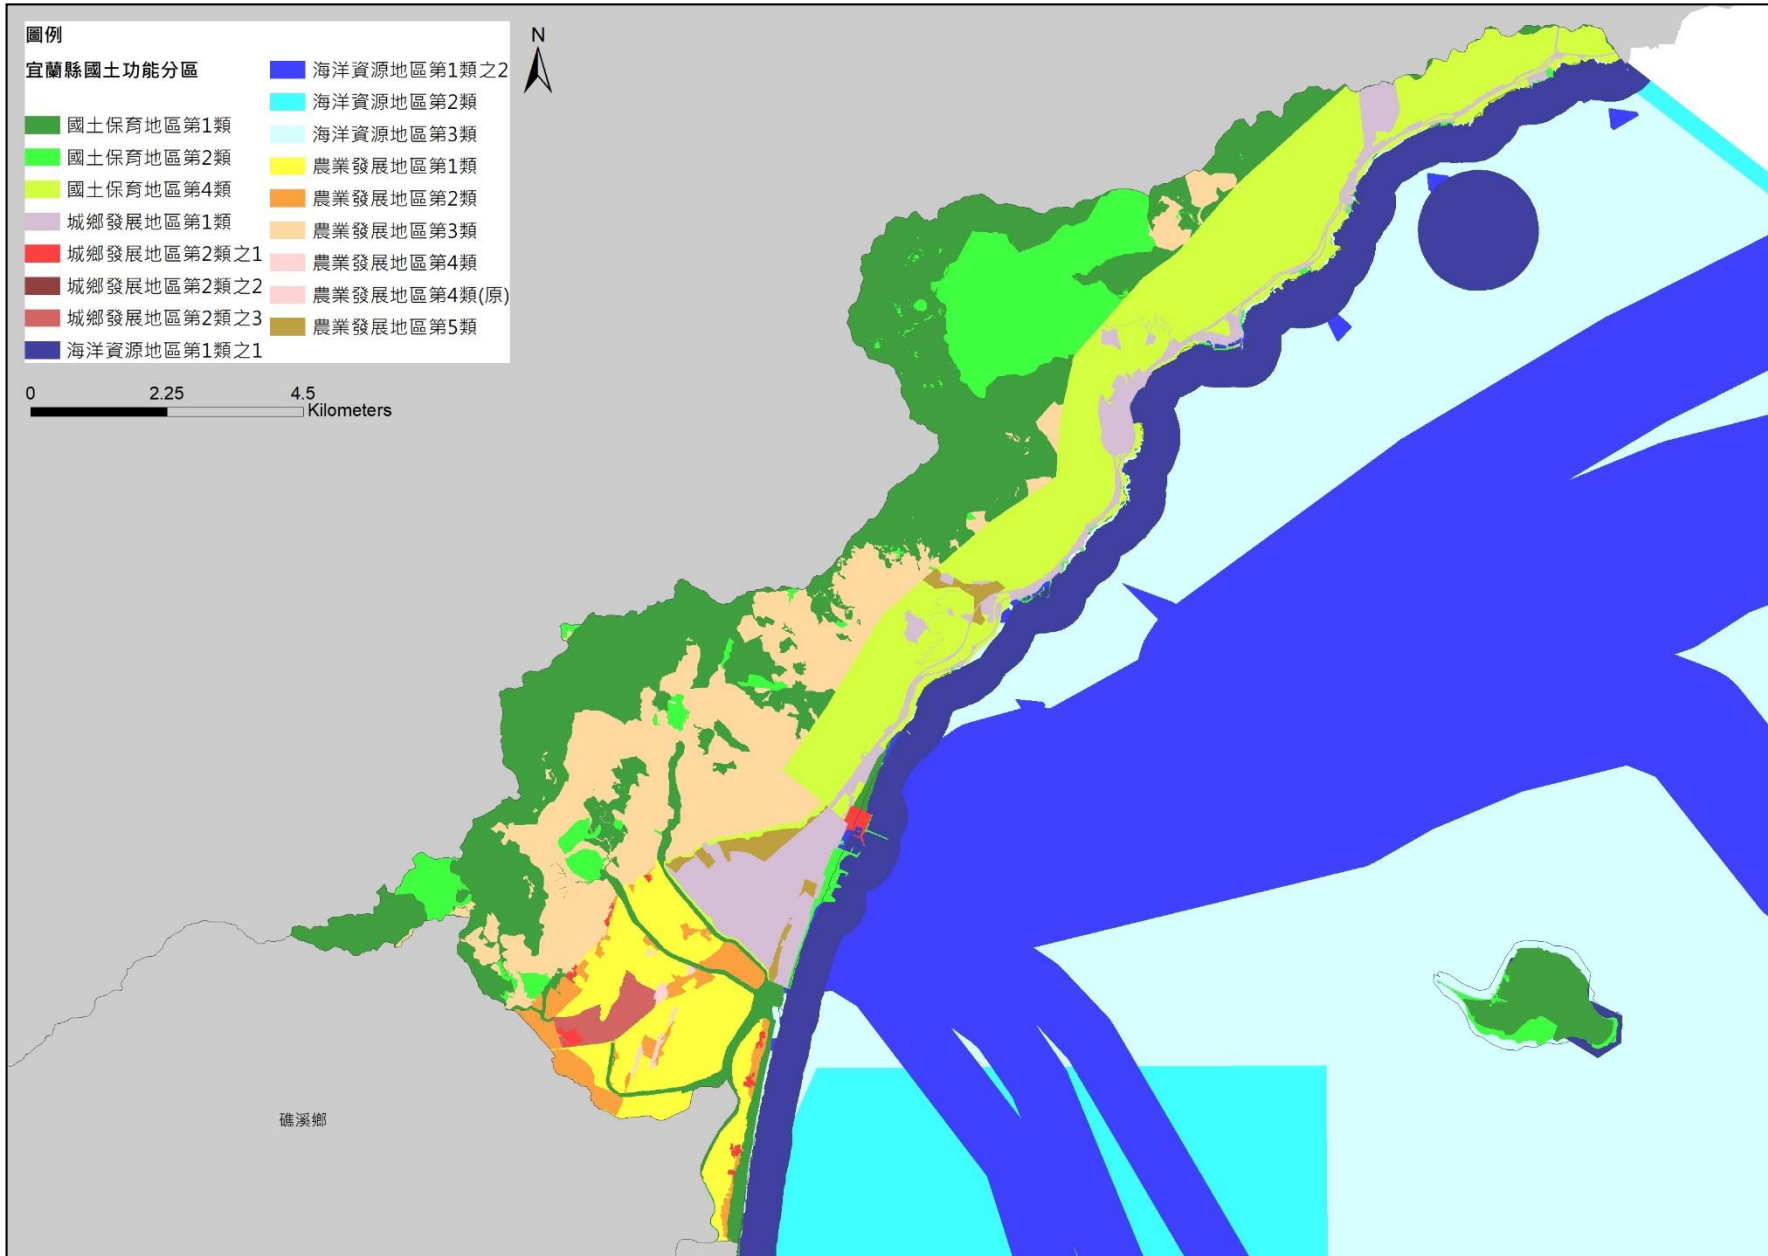 圖例
宜蘭縣國土功能分區
國土保育地區第1類
國土保育地區第2類
國土保育地區第4類
城鄉發展地區第1類
城鄉發展地區第2類之1
城鄉發展地區第2類之2
城鄉發展地區第2類之3
海洋資源地區第1類之1
海洋資源地區第1類之2
海洋資源地區第2類
海洋資源地區第3類
農業發展地區第1類
農業發展地區第2類
農業發展地區第3類
農業發展地區第4類
農業發展地區第4類(原)
農業發展地區第5類
N
0 2.25 4.5
Kilometers
礁溪鄉